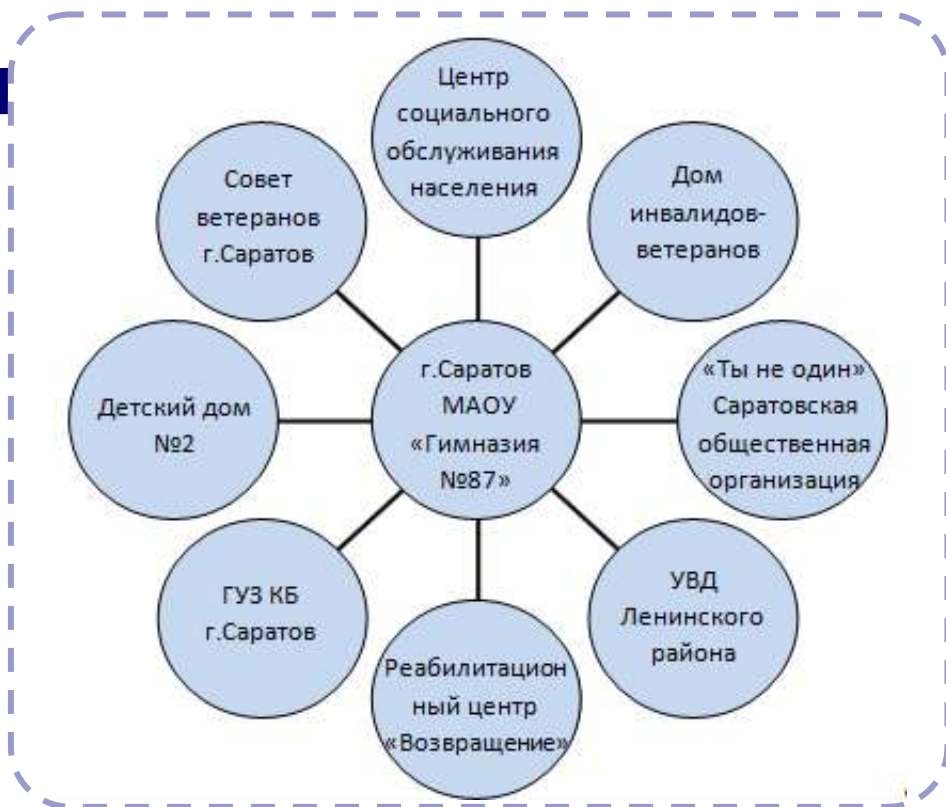 Центр
социального
обслуживания
населения
Совет
ветеранов
г.Саратов
Дом
инвалидов-
ветеранов
Детский дом
№2
г.Саратов
МАОУ
«Гимназия
№87»
«Ты не один»
Саратовская
общественная
организация
ГУЗ КБ
г.Саратов
УВД
Ленинского
района
Реабилитацион
ный центр
«Возвращение»